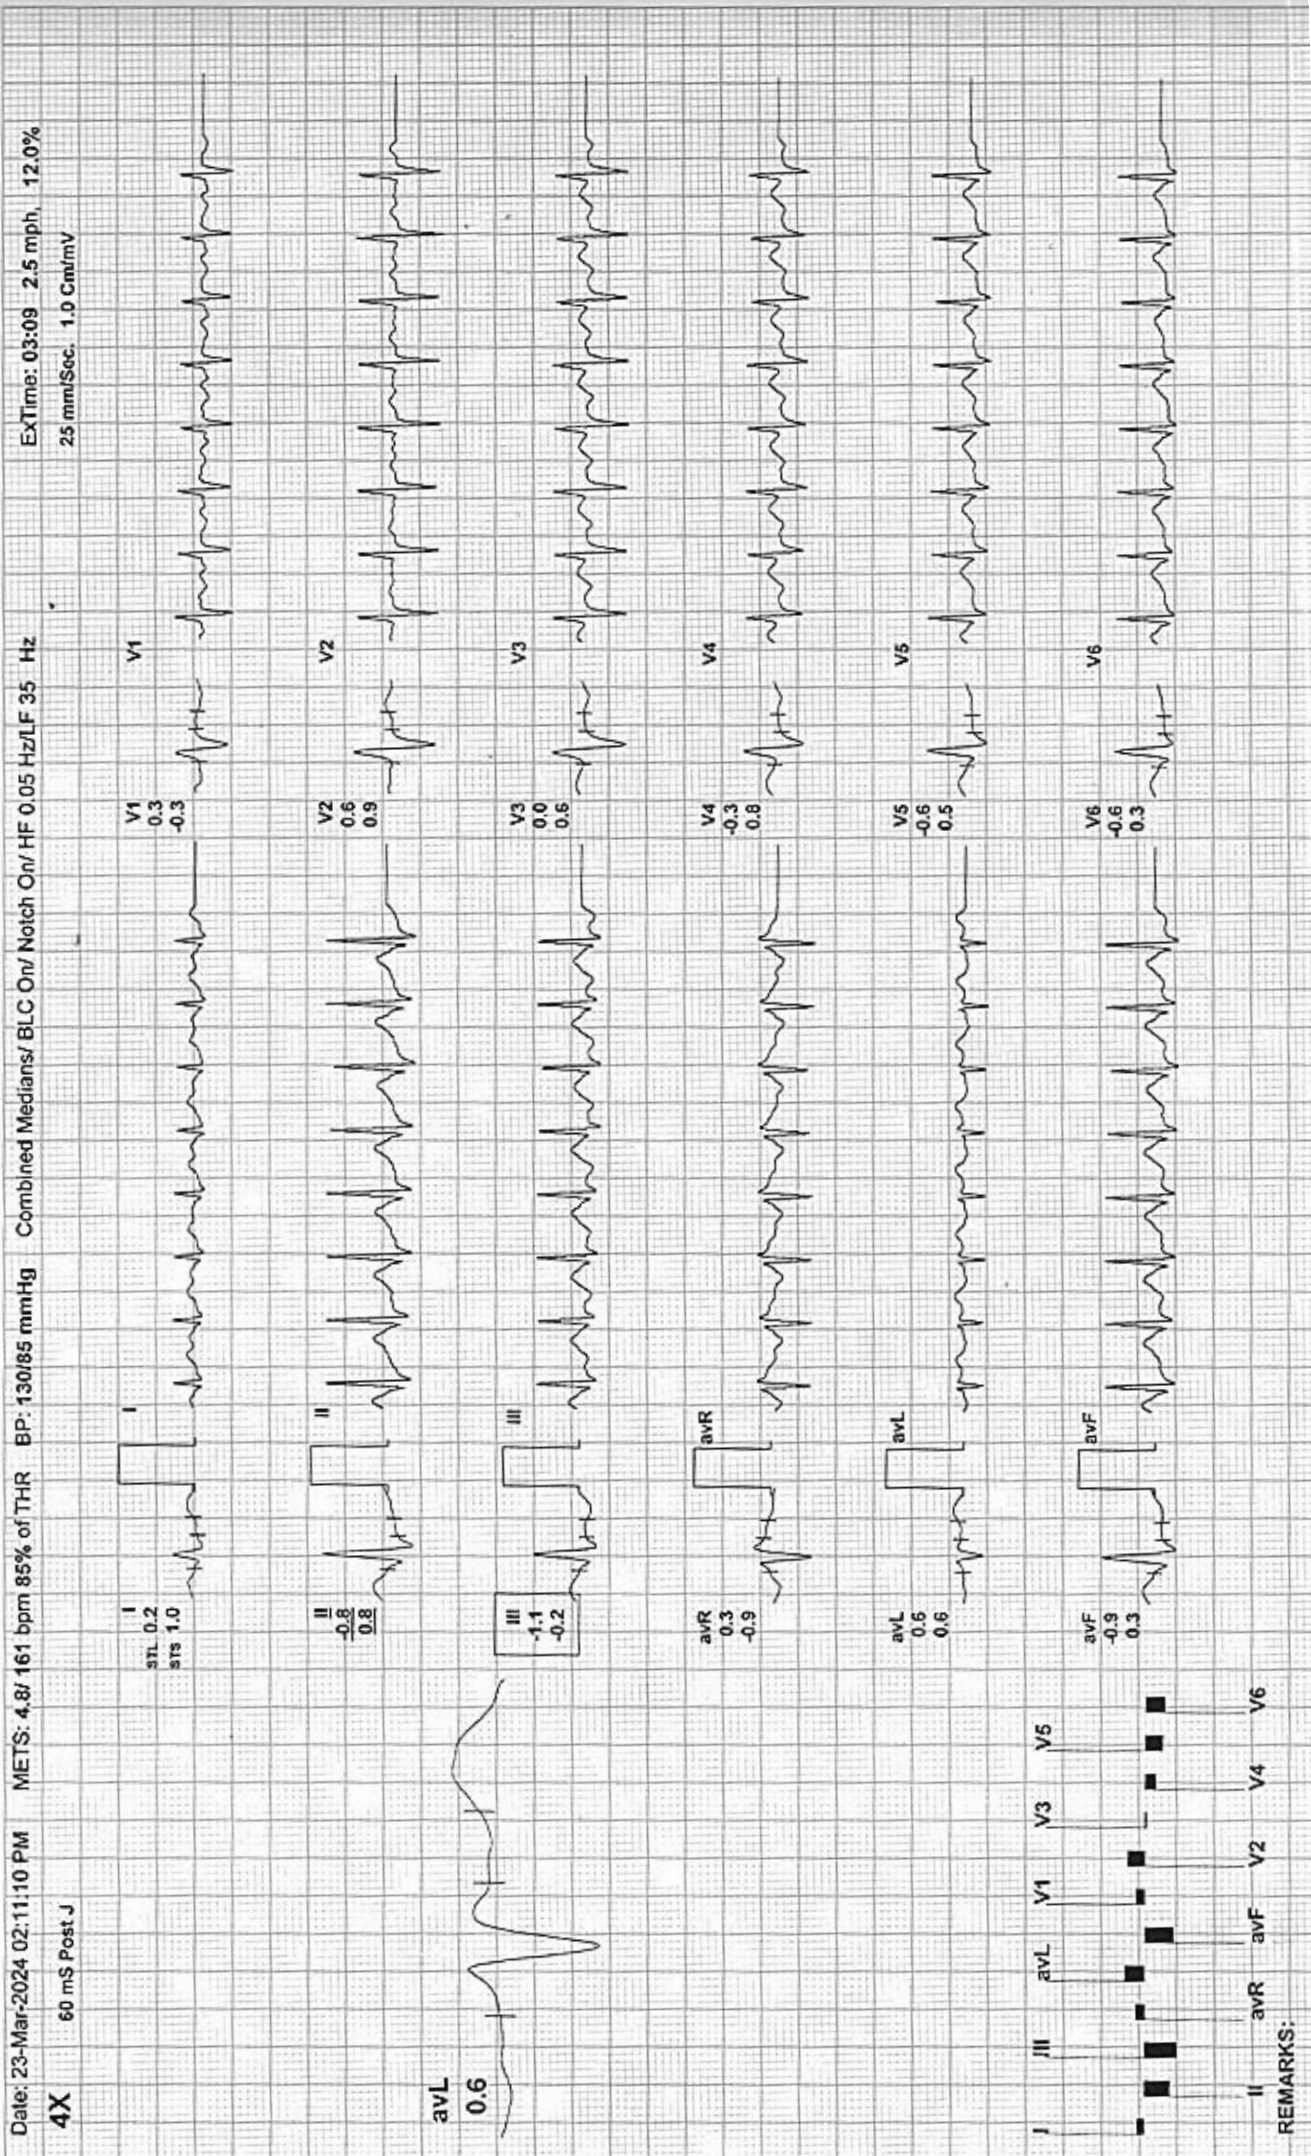 Date: 23-Mar-2024 02:11:10 PM METS: 4.8/ 161 bpm 85% of THR BP: 130/85 mmHg Combined Medians/ BLC On/ Notch On/ HF 0.05 Hz/LF 35 Hz ExTime: 03:09 2.5 mph, 12.0%
4X 60 mS Post J 25 mm/Sec. 1.0 Cm/mV
I
STL 0.2
STS 1.0
I
V1
0.3
-0.3
V1
II
-0.8
0.8
II
V2
0.6
0.9
V2
avL
0.6
III
-1.1
-0.2
III
V3
0.0
0.6
V3
avR
0.3
-0.9
avR
V4
-0.3
0.8
V4
avL
0.6
0.6
avL
V5
-0.6
0.5
V5
avF
-0.9
0.3
avF
V6
-0.6
0.3
V6
I III avL V1 V3 V5
II avR avF V2 V4 V6
REMARKS: